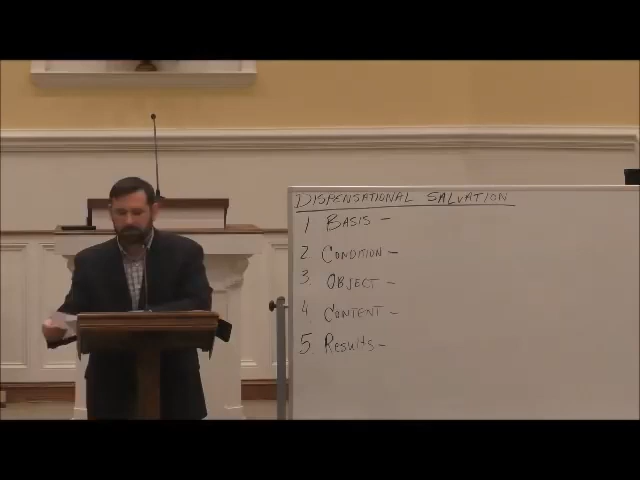 DISPENSATIONAL SALVATION
1 BASIS -
2. CONDITION -
3. OBJECT -
4 CONTENT -
5. Results -